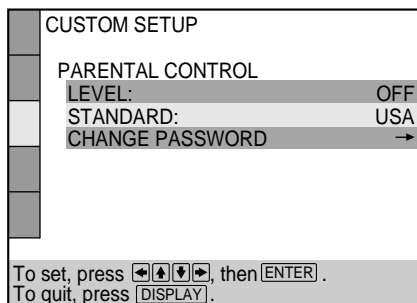 CUSTOM SETUP
PARENTAL CONTROL
LEVEL: OFF
STANDARD: USA
CHANGE PASSWORD →
To set, press ←↑↓→, then ENTER .
To quit, press DISPLAY .